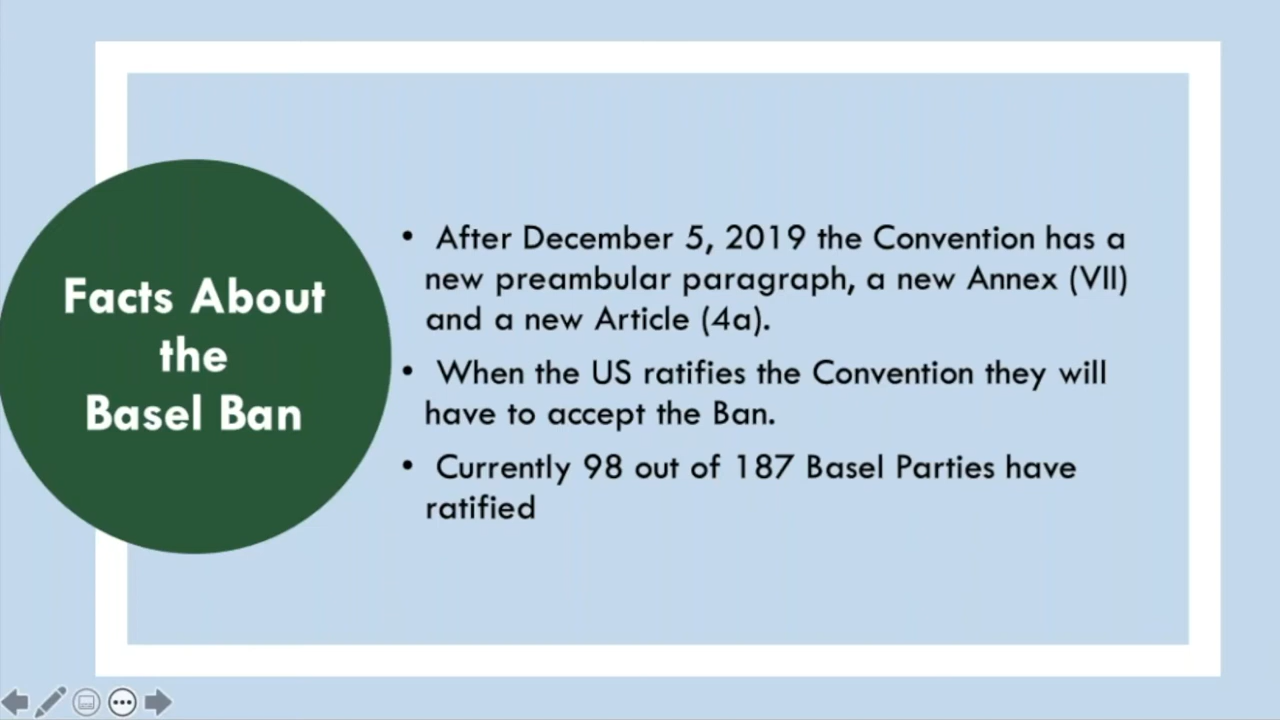 Facts About
the
Basel Ban
• After December 5, 2019 the Convention has a
new preambular paragraph, a new Annex (VII)
and a new Article (4a).
• When the US ratifies the Convention they will
have to accept the Ban.
• Currently 98 out of 187 Basel Parties have
ratified